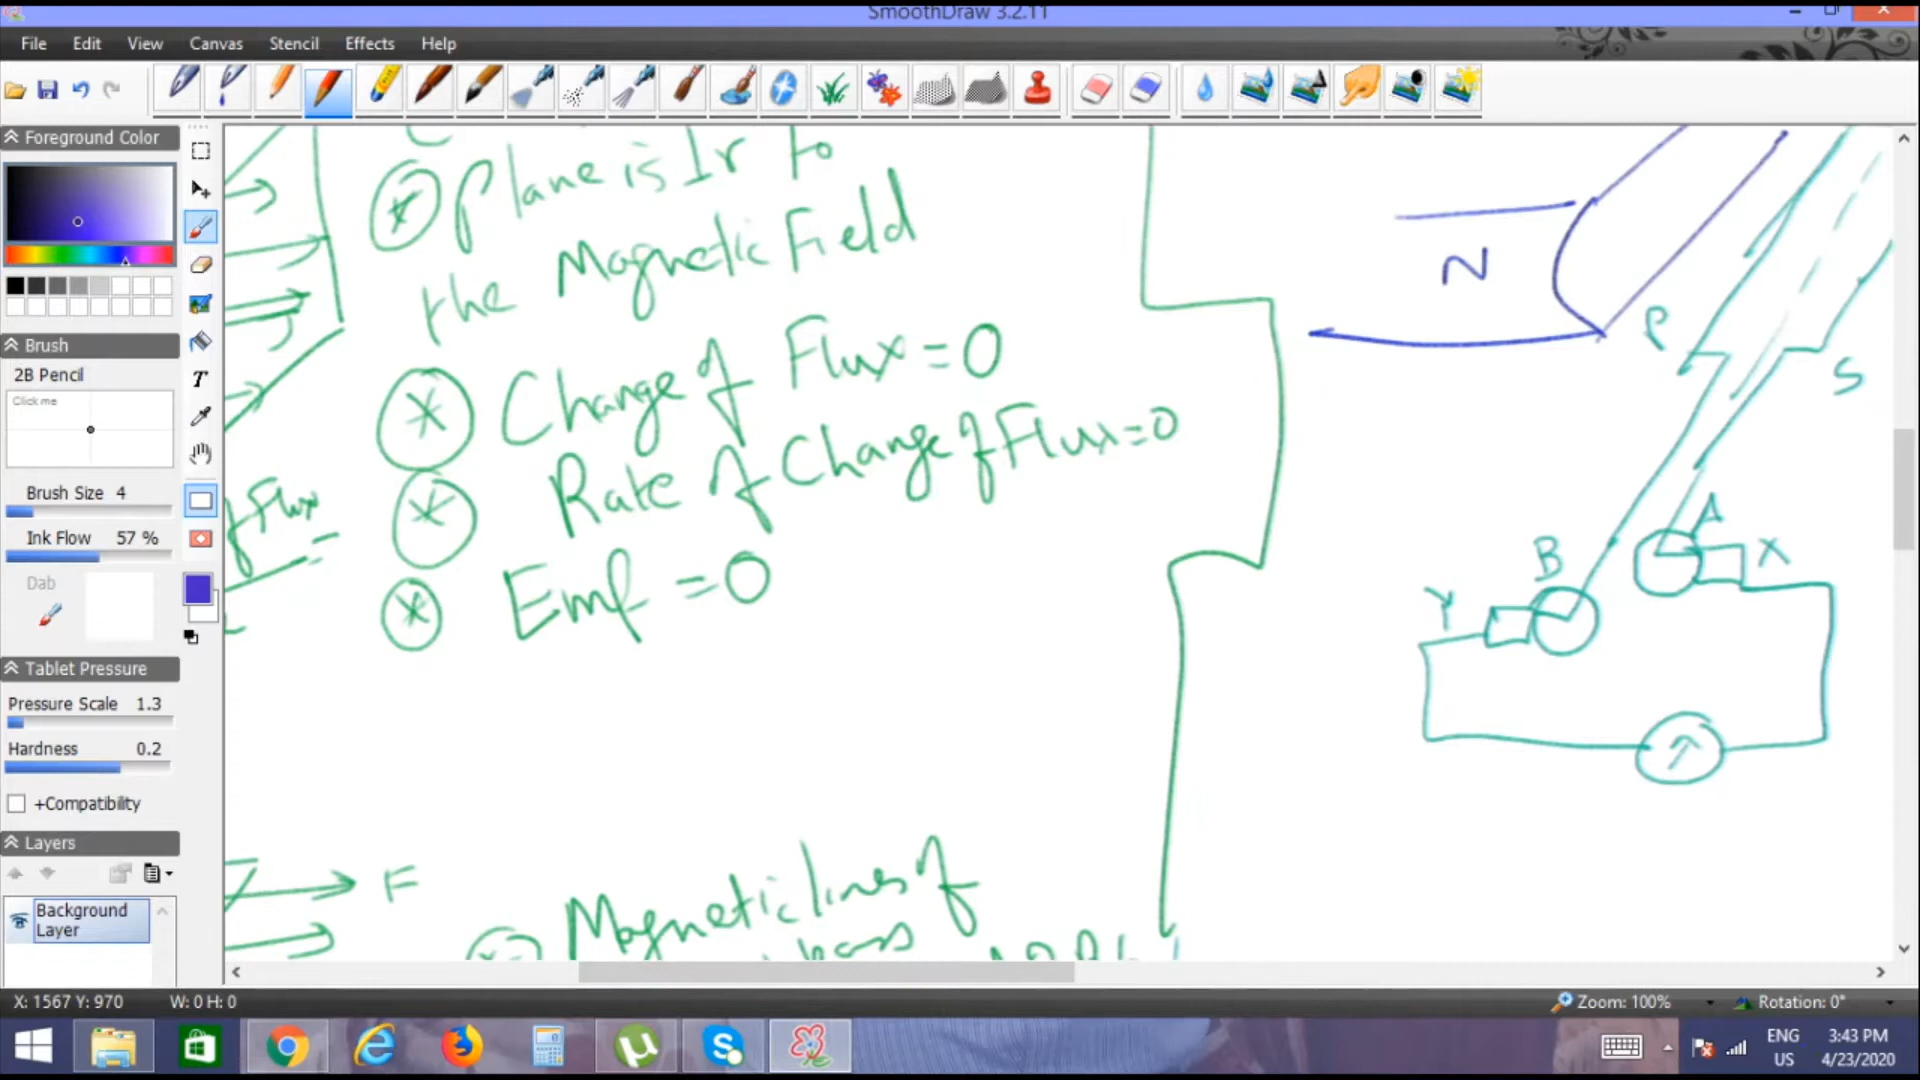 SmoothDraw 3.2.11
File Edit View Canvas Stencil Effects Help
Foreground Color
Brush
2B Pencil
Click me
Brush Size 4
Ink Flow 57 %
Dab
Tablet Pressure
Pressure Scale 1.3
Hardness 0.2
+Compatibility
Layers
Background
Layer
T
Plane is Ir to
the Magnetic Field
Change of Flux = 0
Rate of Change of Flux = 0
Emf = 0
f Flux
F
Magnetic lines of
pass
N
P
S
A
X
B
Y
X: 1567 Y: 970 W: 0 H: 0
Zoom: 100%
Rotation: 0°
ENG
US
3:43 PM
4/23/2020